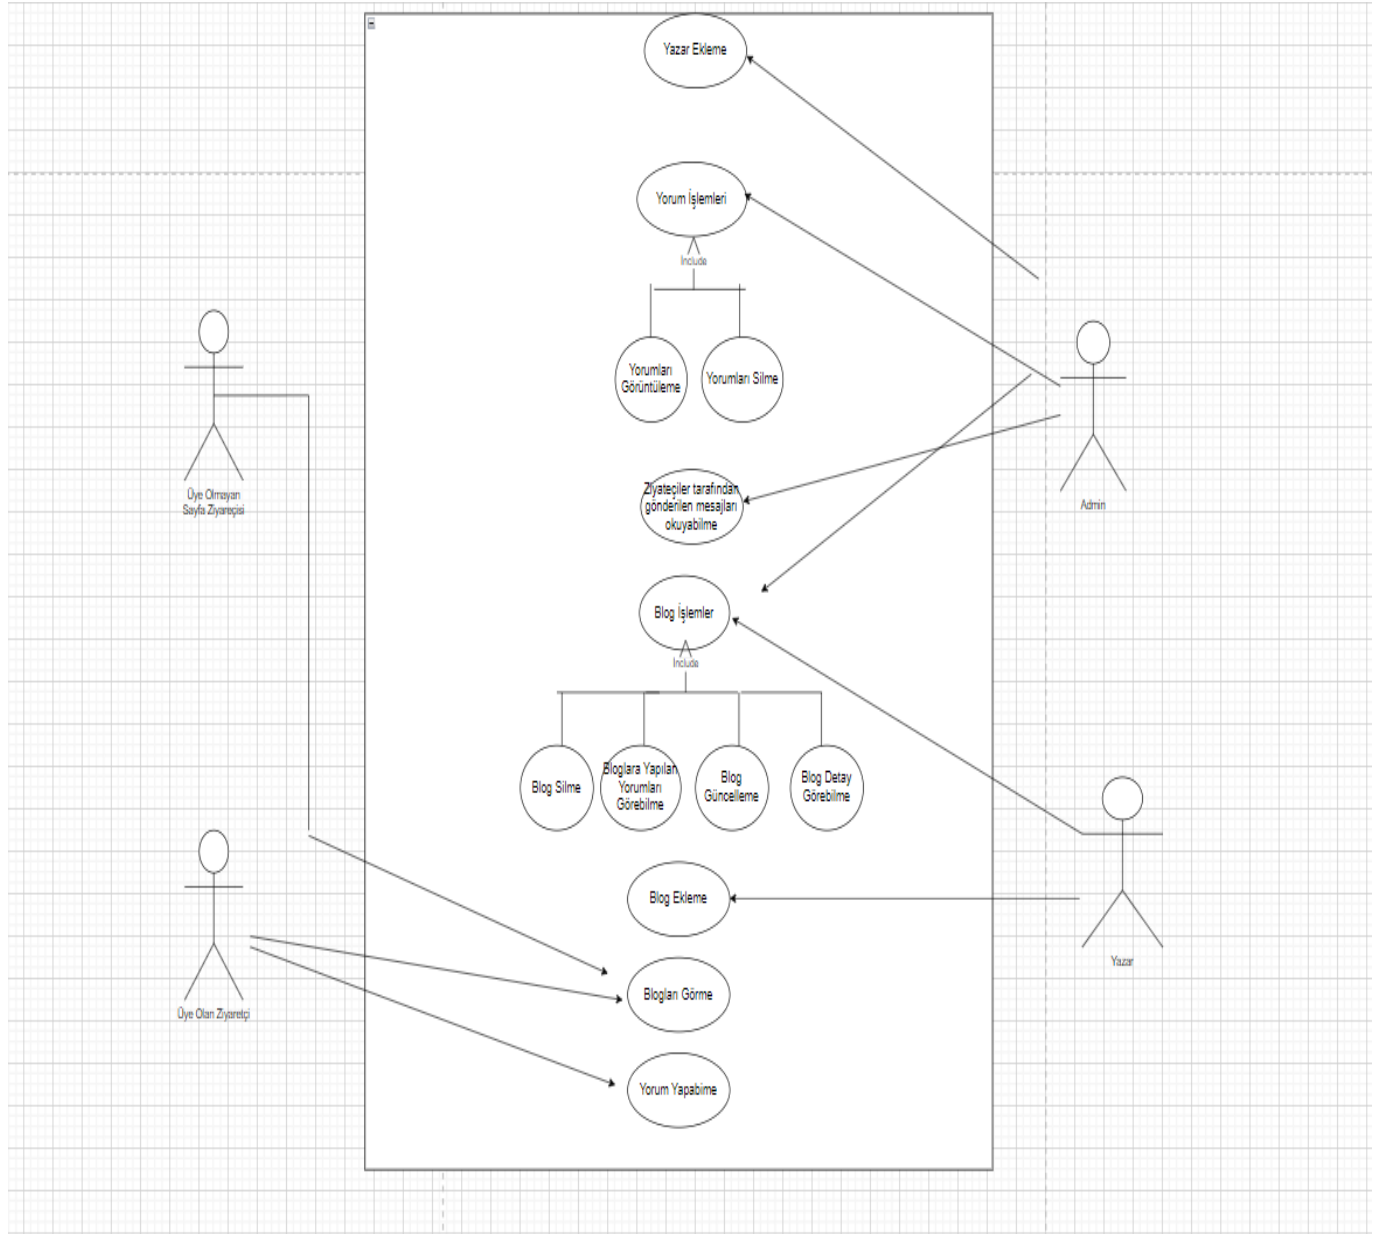 Yazar Ekleme
Yorum İşlemleri
Include
Yorumları
Görüntüleme
Yorumları Silme
Üye Olmayan
Sayfa Ziyareçisi
Admin
Ziyateçiler tarafından
gönderilen mesajları
okuyabilme
Blog İşlemler
Include
Blog Silme
Bloglara Yapılan
Yorumları
Görebilme
Blog
Güncelleme
Blog Detay
Görebilme
Blog Ekleme
Yazar
Blogları Görme
Üye Olan Ziyaretçi
Yorum Yapabime